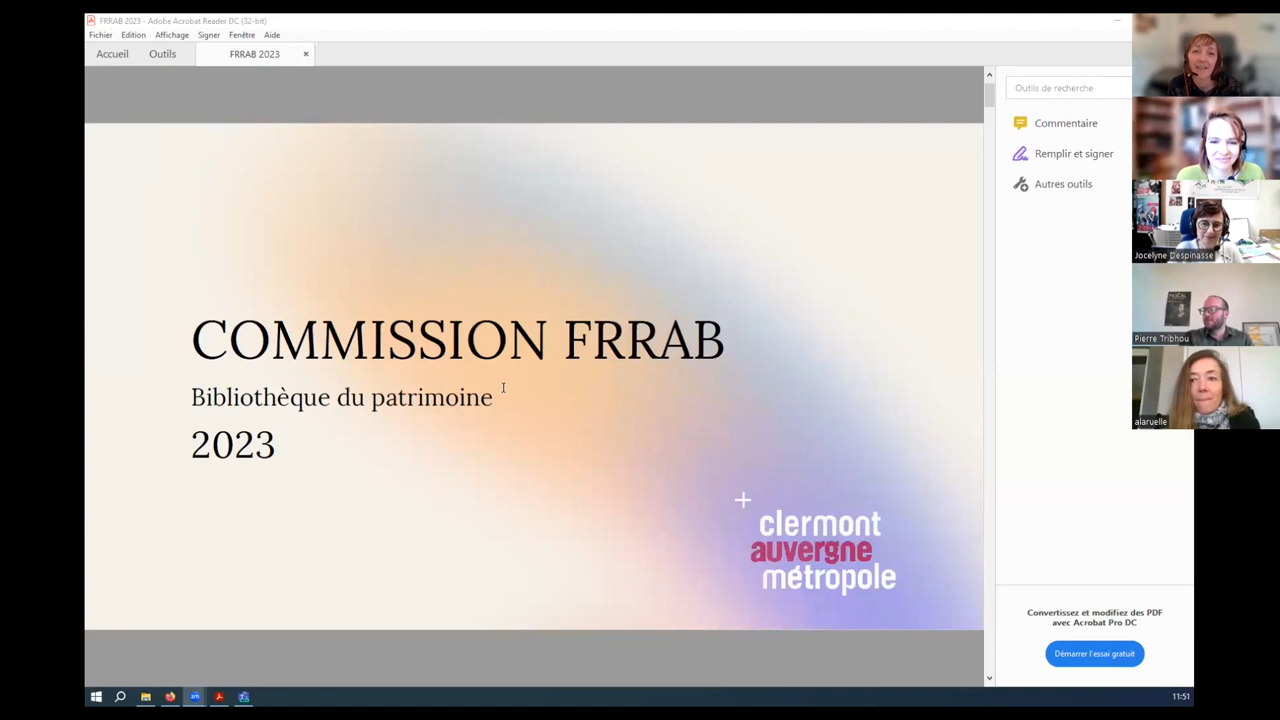 FRRAB 2023 - Adobe Acrobat Reader DC (32-bit)
Fichier Edition Affichage Signer Fenêtre Aide
Accueil Outils FRRAB 2023 ×
Outils de recherche
Commentaire
Remplir et signer
Autres outils
COMMISSION FRRAB
Bibliothèque du patrimoine
2023
+
clermont
auvergne
métropole
Convertissez et modifiez des PDF
avec Acrobat Pro DC
Démarrer l'essai gratuit
Jocelyne Despinasse
PASCAL
Pierre Tribhou
alaruelle
zm
11:51